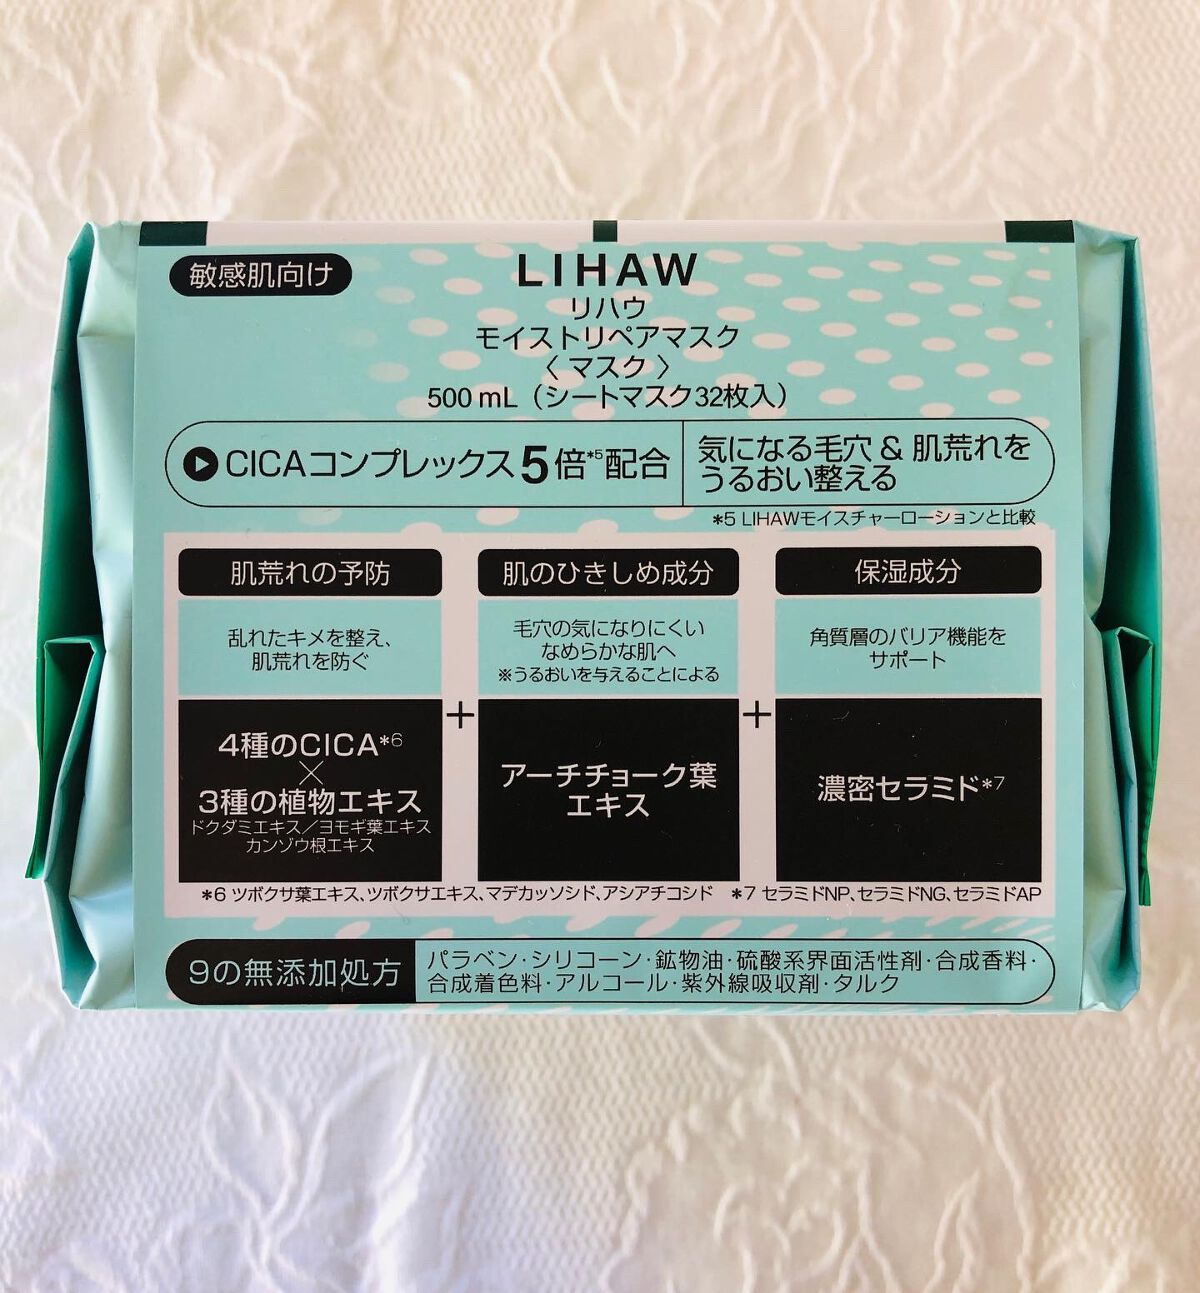 敏感肌向け
LIHAW
リハウ
モイストリペアマスク
〈マスク〉
500 mL(シートマスク32枚入)
CICAコンプレックス5倍*5配合
気になる毛穴 & 肌荒れを
うるおい整える
*5 LIHAWモイスチャーローションと比較
肌荒れの予防
乱れたキメを整え、
肌荒れを防ぐ
4種のCICA*6
×
3種の植物エキス
ドクダミエキス/ヨモギ葉エキス
カンゾウ根エキス
+
肌のひきしめ成分
毛穴の気になりにくい
なめらかな肌へ
※うるおいを与えることによる
アーチチョーク葉
エキス
+
保湿成分
角質層のバリア機能を
サポート
濃密セラミド*7
*6 ツボクサ葉エキス、ツボクサエキス、マデカッソシド、アシアチコシド
*7 セラミドNP、セラミドNG、セラミドAP
9の無添加処方
パラベン・シリコーン・鉱物油・硫酸系界面活性剤・合成香料・
合成着色料・アルコール・紫外線吸収剤・タルク